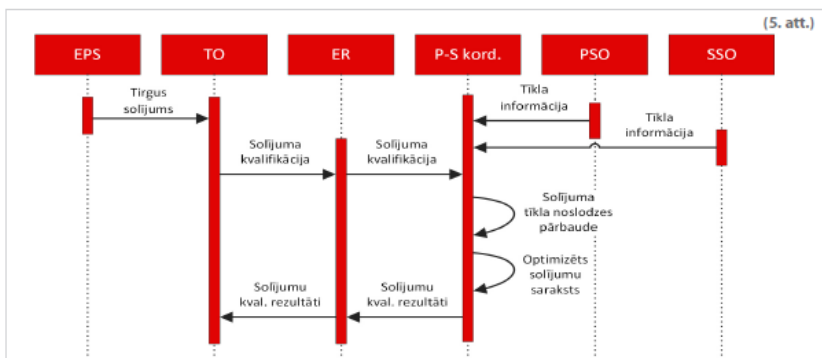 (5. att.)
EPS
TO
ER
P-S kord.
PSO
SSO
Tirgus
solījums
Tīkla
informācija
Tīkla
informācija
Solījuma
kvalifikācija
Solījuma
kvalifikācija
Solījuma
tīkla noslodzes
pārbaude
Optimizēts
solījumu
saraksts
Solījumu
kval. rezultāti
Solījumu
kval. rezultāti